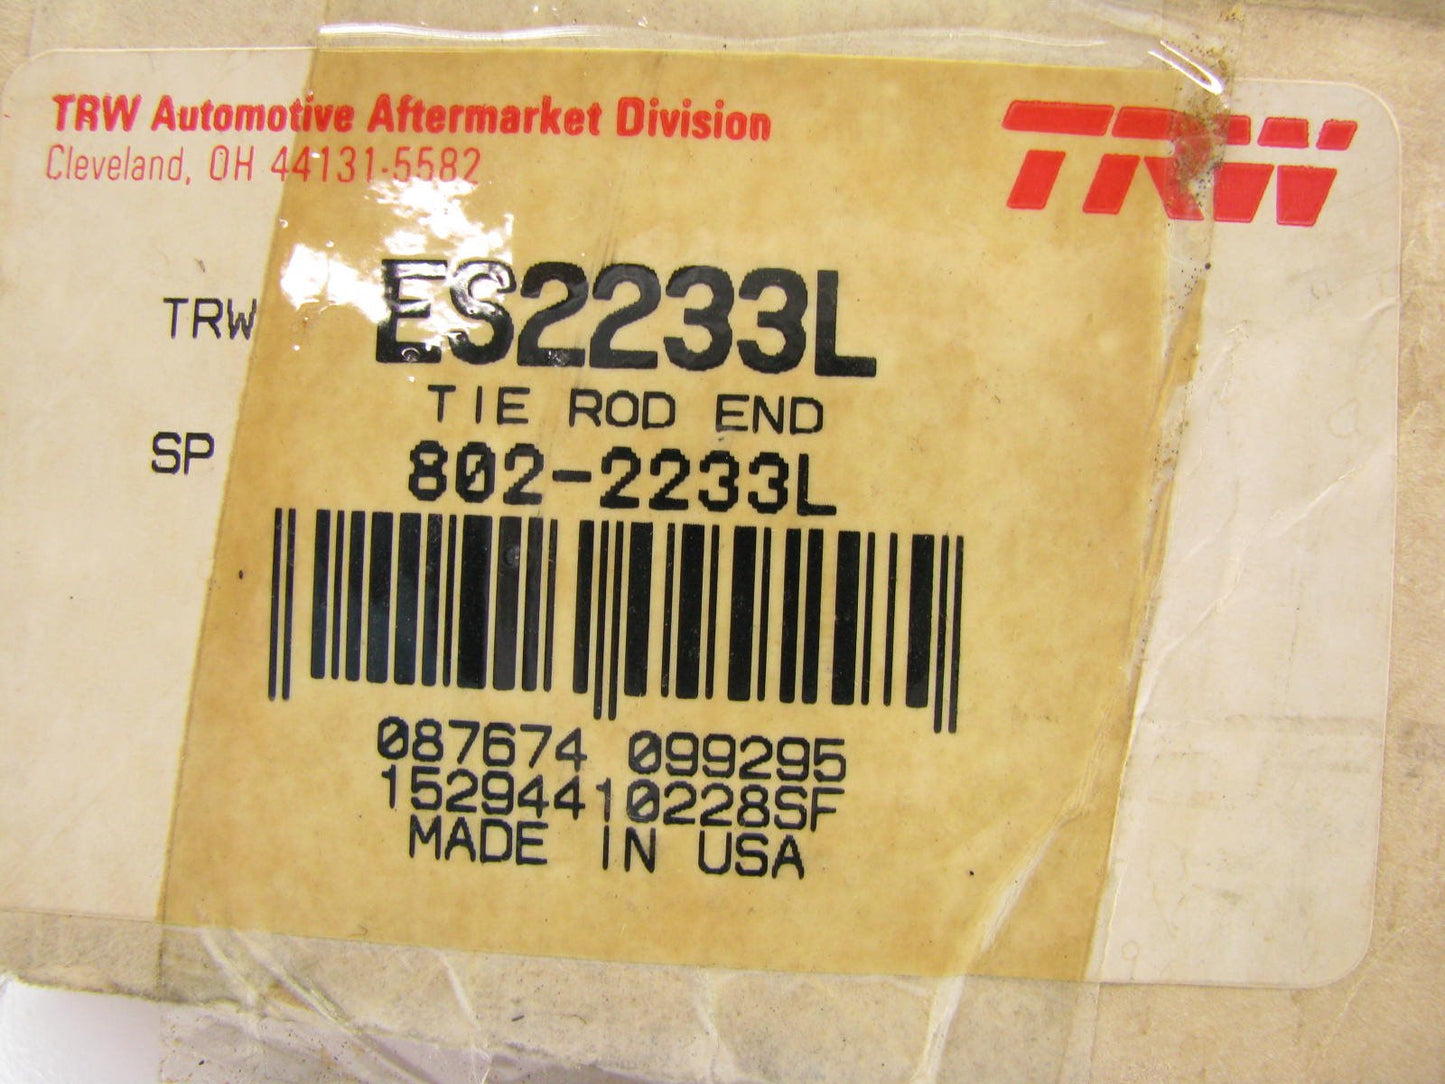 TRW Automotive Aftermarket Division
Cleveland, OH 44131-5582
TRW
TRW ES2233L
TIE ROD END
SP 802-2233L
087674 099295
15294410228SF
MADE IN USA